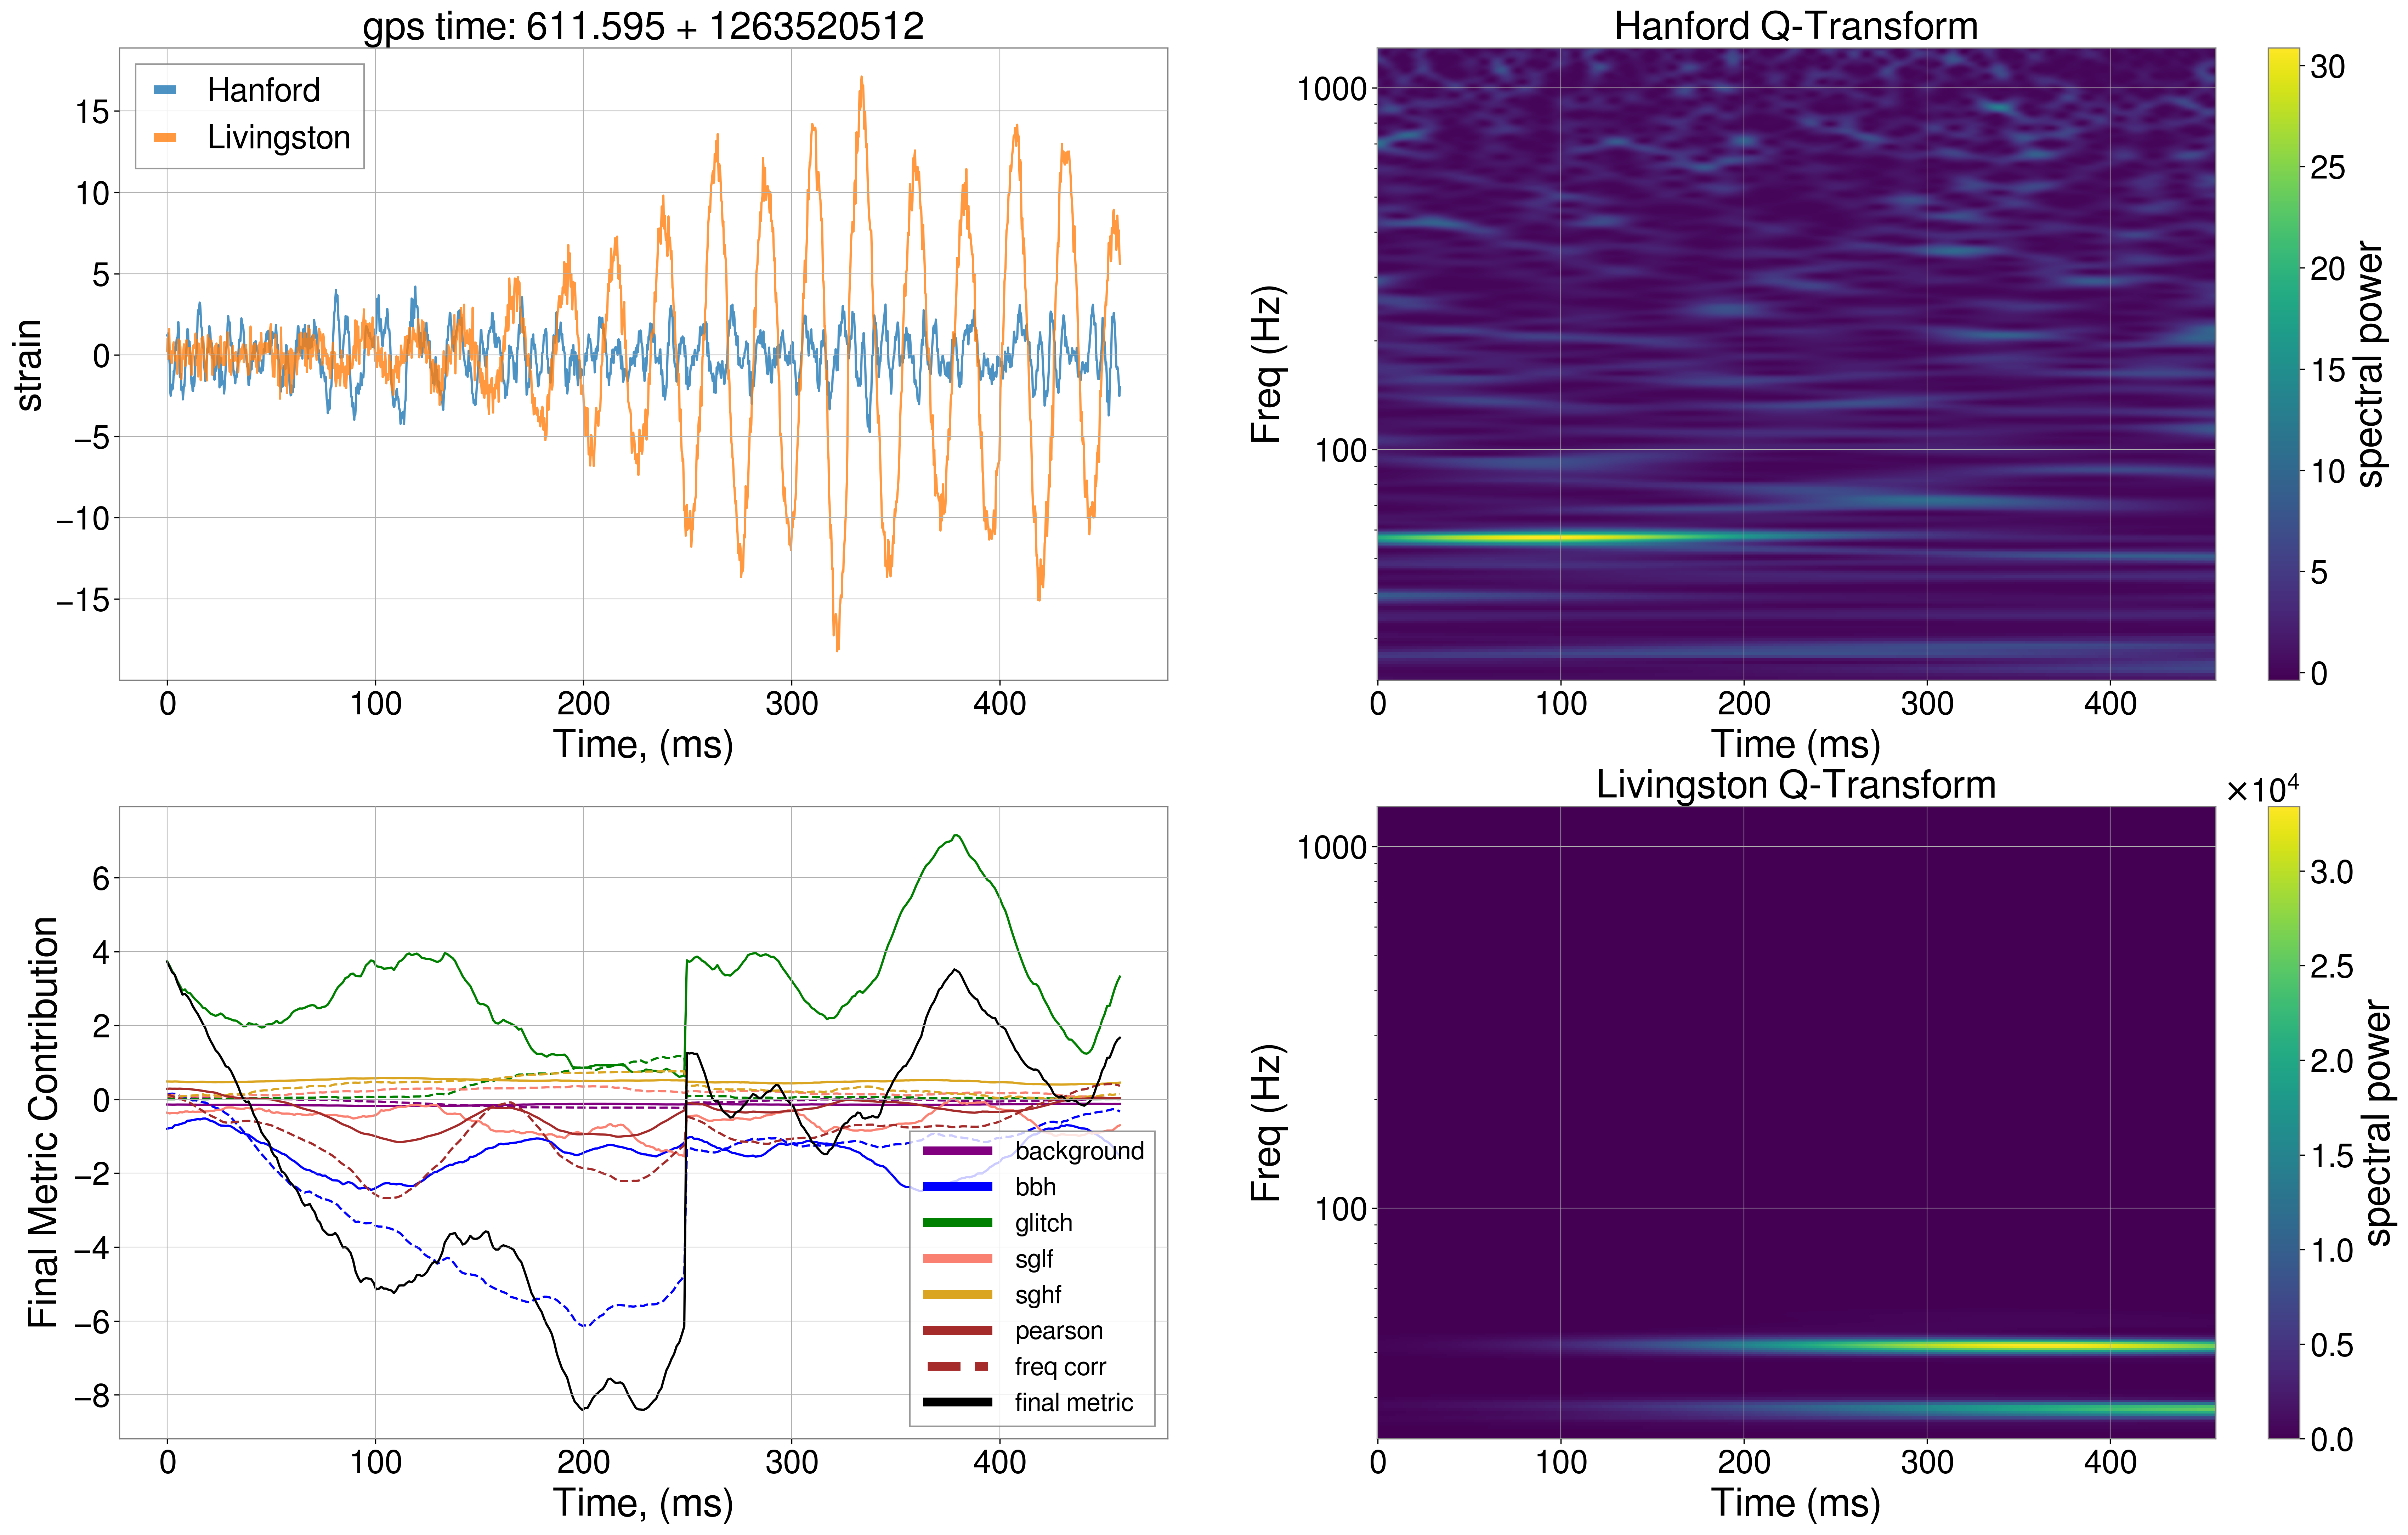 gps time: 611.595 + 1263520512
Hanford
Livingston
15
10
5
0
−5
−10
−15
strain
0 100 200 300 400
Time, (ms)
Hanford Q-Transform
1000
100
Freq (Hz)
0 100 200 300 400
Time (ms)
30
25
20
15
10
5
0
spectral power
6
4
2
0
−2
−4
−6
−8
Final Metric Contribution
background
bbh
glitch
sglf
sghf
pearson
freq corr
final metric
0 100 200 300 400
Time, (ms)
Livingston Q-Transform
×10⁴
1000
100
Freq (Hz)
0 100 200 300 400
Time (ms)
3.0
2.5
2.0
1.5
1.0
0.5
0.0
spectral power